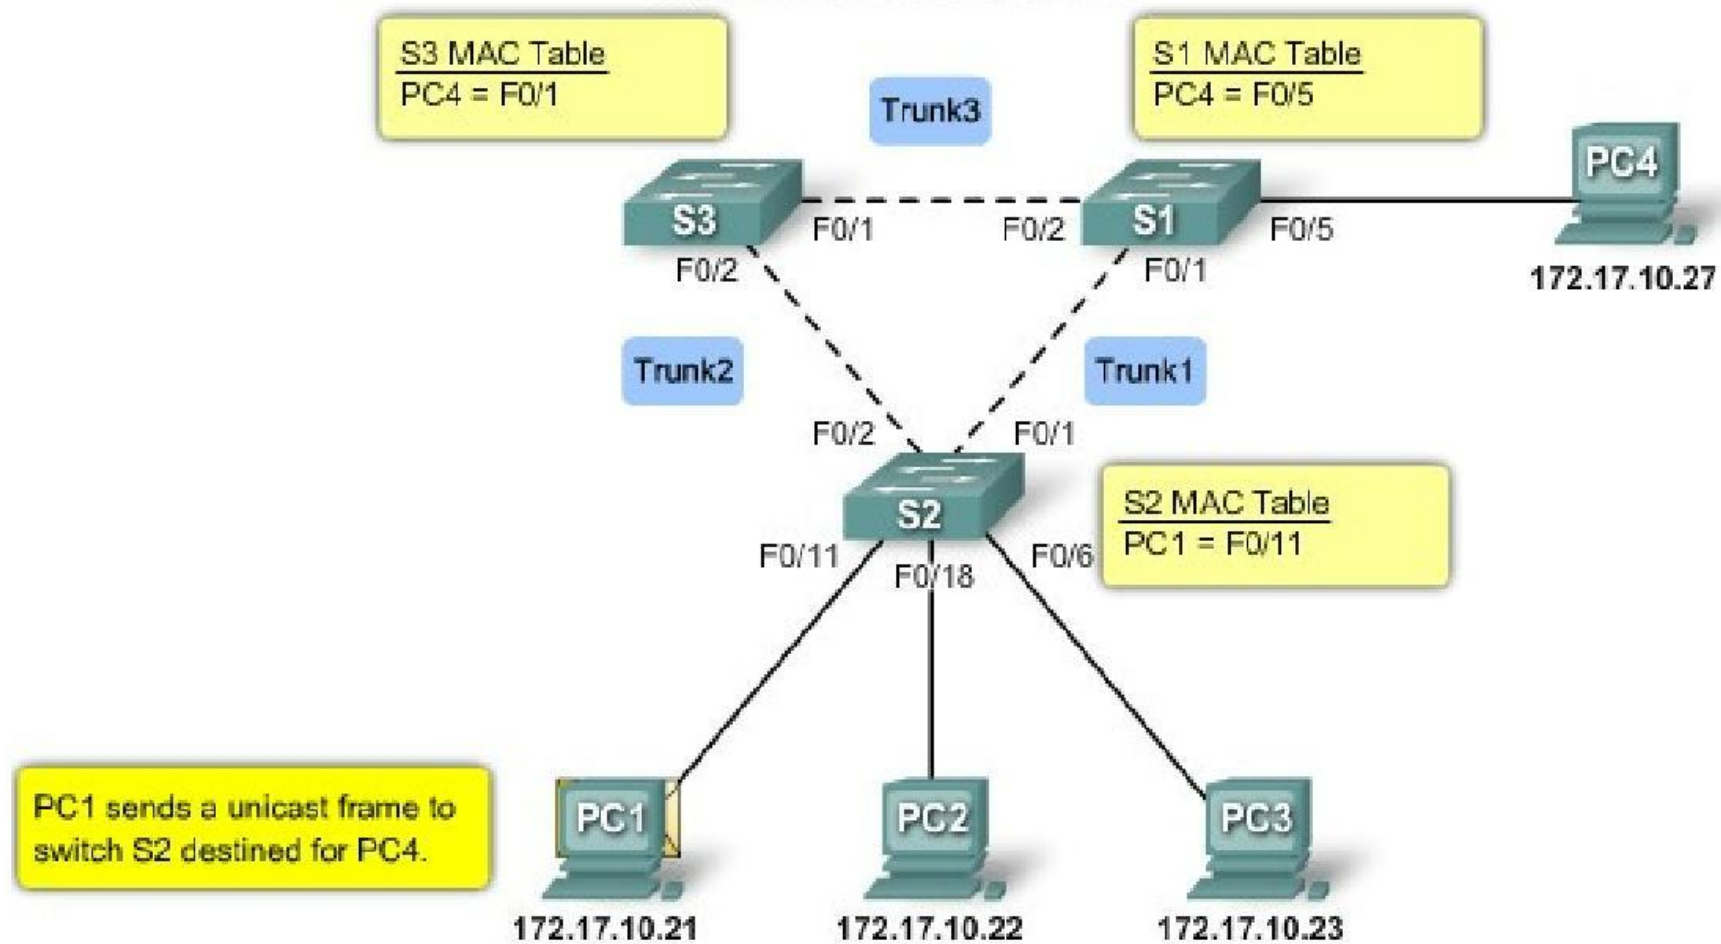 S3 MAC Table
PC4 = F0/1
S1 MAC Table
PC4 = F0/5
Trunk3
PC4
S3
S1
F0/1
F0/2
F0/5
F0/2
F0/1
172.17.10.27
Trunk2
Trunk1
F0/2
F0/1
S2
S2 MAC Table
PC1 = F0/11
F0/11
F0/18
F0/6
PC1 sends a unicast frame to
switch S2 destined for PC4.
PC1
PC2
PC3
172.17.10.21
172.17.10.22
172.17.10.23